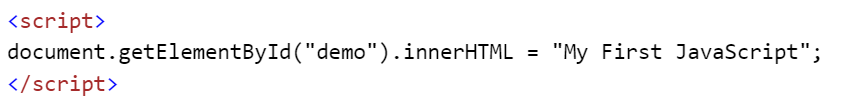 <script>
document.getElementById("demo").innerHTML = "My First JavaScript";
</script>